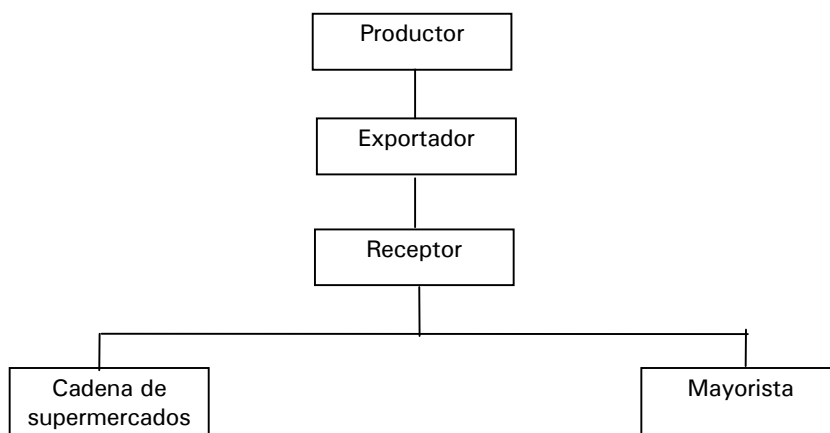 Productor
Exportador
Receptor
Cadena de
supermercados
Mayorista